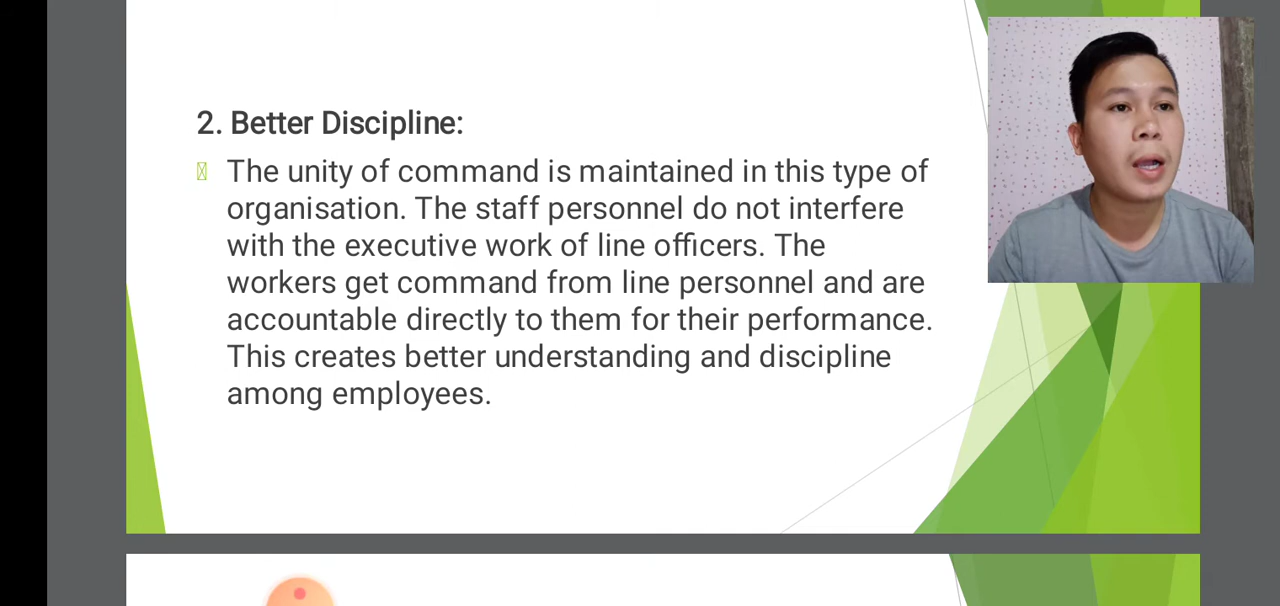 2. Better Discipline:
The unity of command is maintained in this type of
organisation. The staff personnel do not interfere
with the executive work of line officers. The
workers get command from line personnel and are
accountable directly to them for their performance.
This creates better understanding and discipline
among employees.